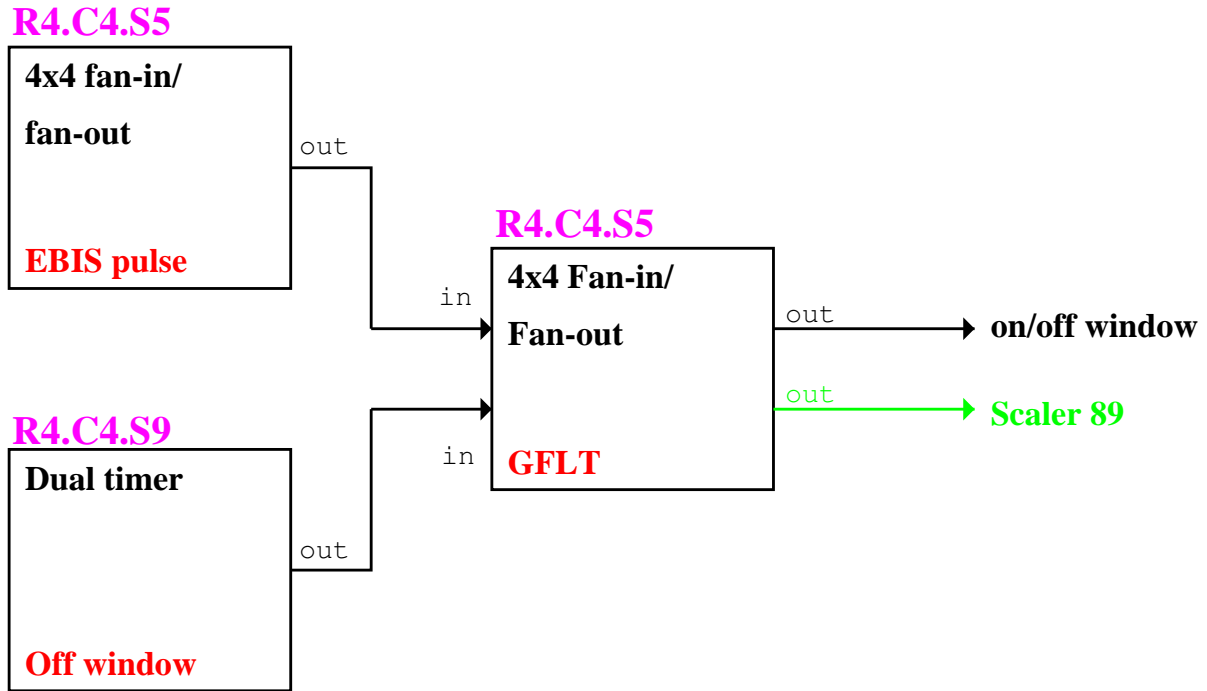 R4.C4.S5
4x4 fan-in/
fan-out
out
EBIS pulse
R4.C4.S5
4x4 Fan-in/
Fan-out
in
out
on/off window
out
Scaler 89
in
GFLT
R4.C4.S9
Dual timer
out
Off window